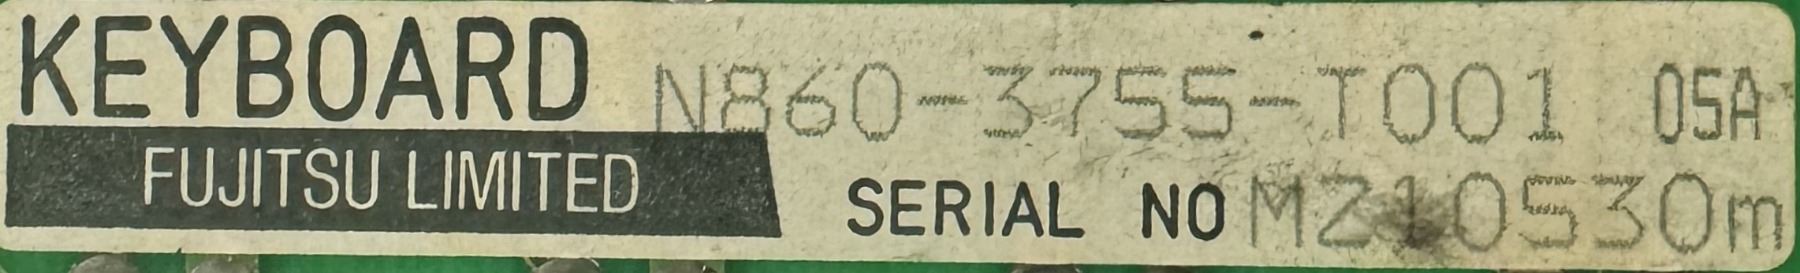 KEYBOARD N860-3755-T001 05A
FUJITSU LIMITED
SERIAL NO MZ10530m